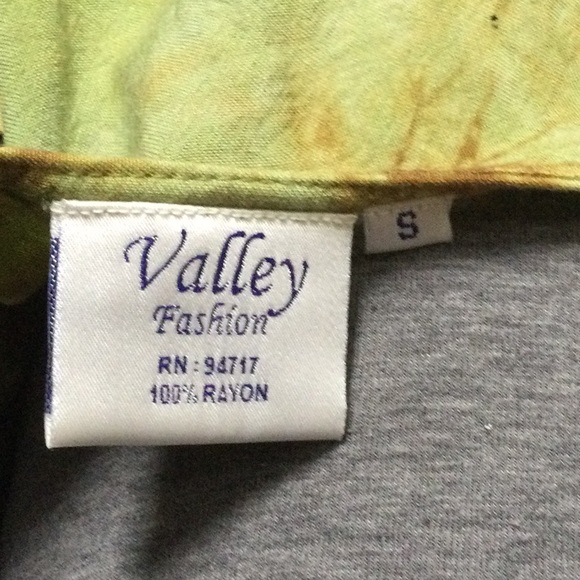 Valley
Fashion
RN : 94717
100% RAYON
S